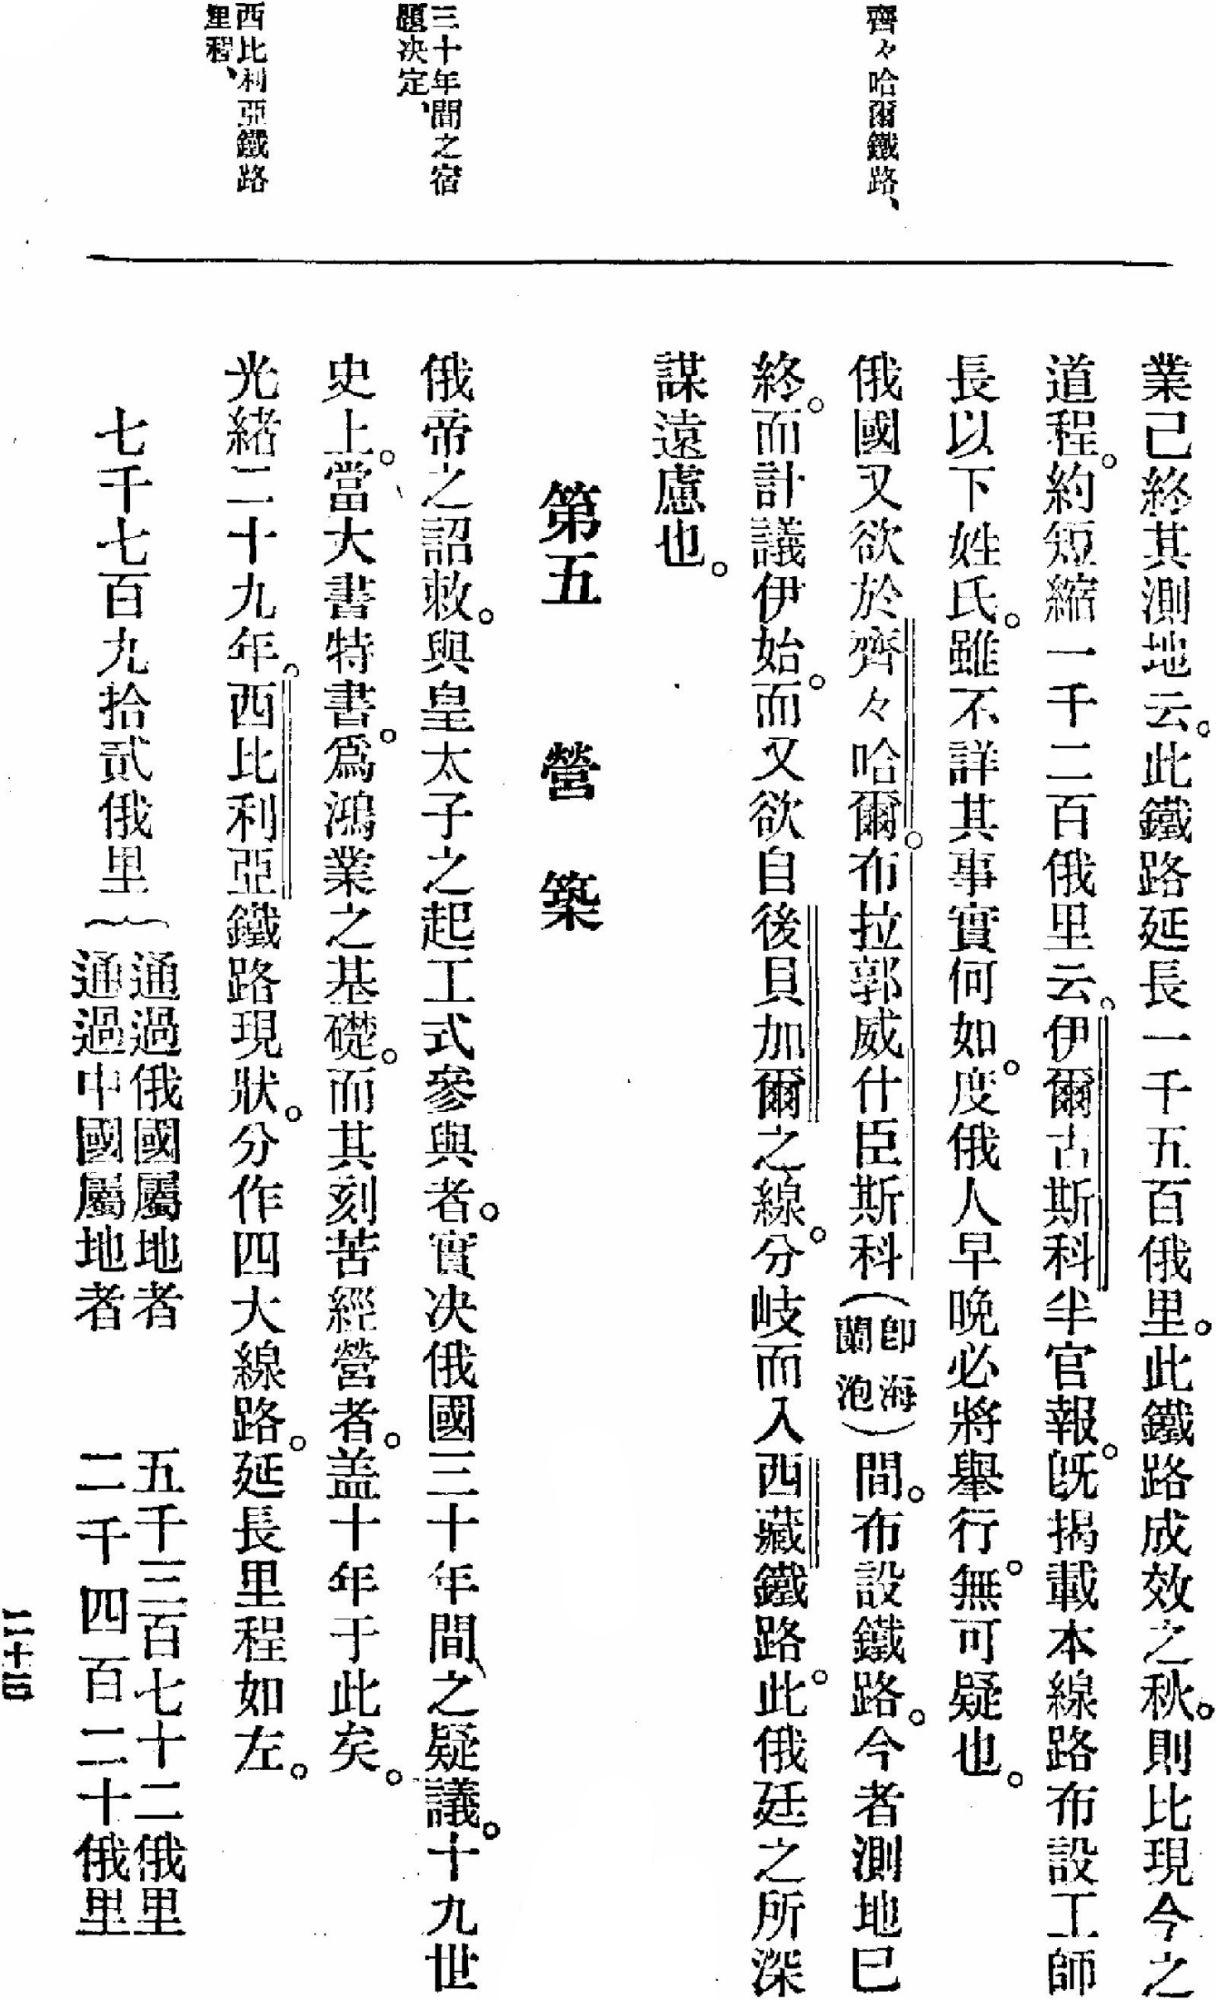 齊々哈爾鐵路、
三十年間之宿
題决定、
西比利亞鐵路
里程、
業已終其測地云。此鐵路延長一千五百俄里。此鐵路成效之秋。則比現今之
道程。約短縮一千二百俄里云。伊爾古斯科半官報。旣揭載本線路布設工師
長以下姓氏。雖不詳其事實何如。度俄人早晚必將舉行。無可疑也。
俄國又欲於齊々哈爾。布拉郭威什臣斯科(卽海蘭泡)間。布設鐵路。今者測地已
終。而計議伊始。而又欲自後貝加爾之線。分岐而入西藏鐵路。此俄廷之所深
謀遠慮也。
第五 營築
俄帝之詔敕。與皇太子之起工式參與者。實決俄國三十年間之疑議。十九世
史上。當大書特書。爲鴻業之基礎。而其刻苦經營者。盖十年于此矣。
光緖二十九年。西比利亞鐵路現狀。分作四大線路。延長里程如左。
七千七百九拾貳俄里
通過俄國屬地者 五千三百七十二俄里
通過中國屬地者 二千四百二十俄里
二十四